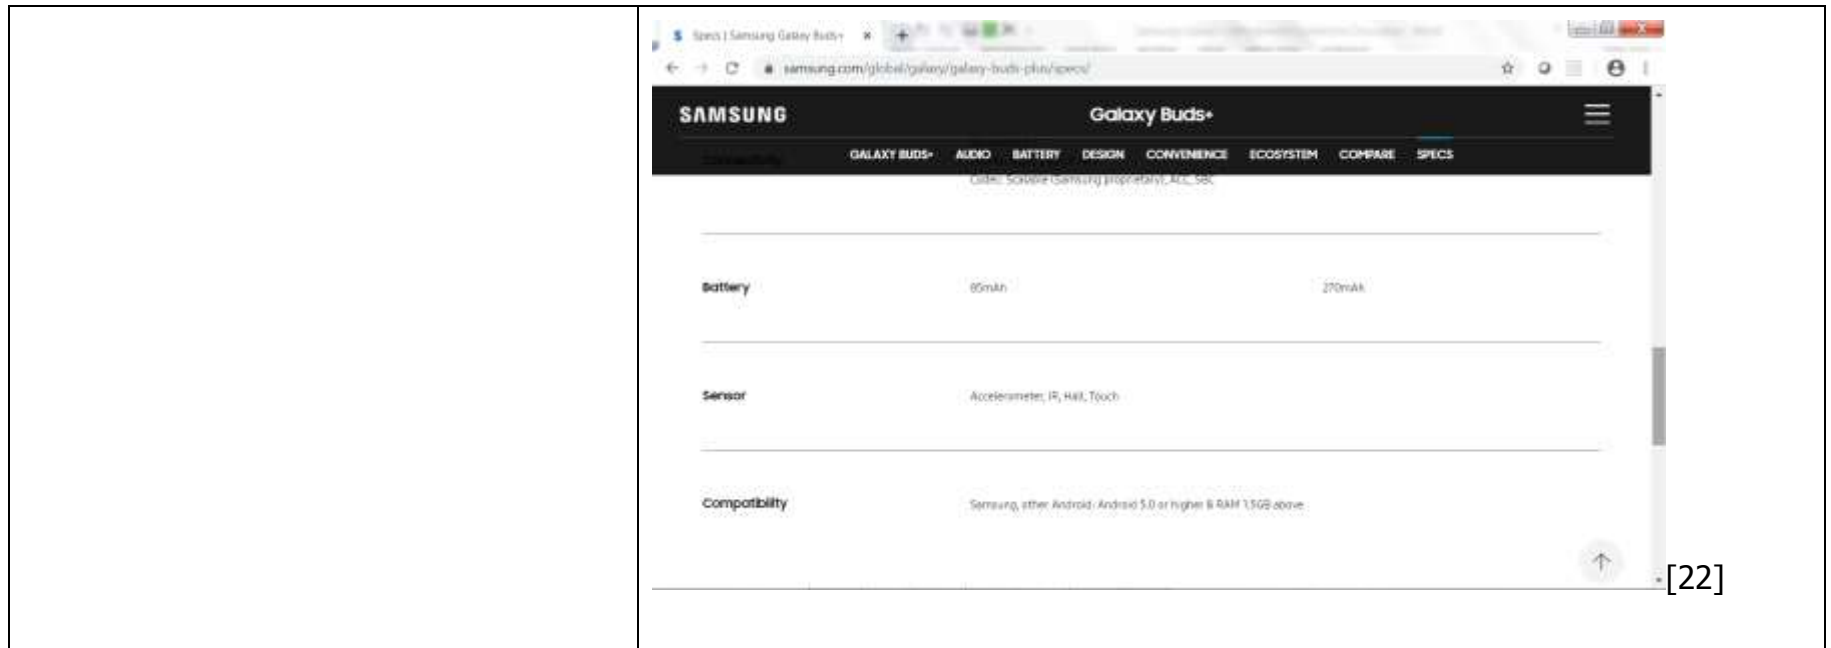 Specs | Samsung Galaxy Buds+
samsung.com/global/galaxy/galaxy-buds-plus/specs/
SAMSUNG
Galaxy Buds+
GALAXY BUDS+ AUDIO BATTERY DESIGN CONVENIENCE ECOSYSTEM COMPARE SPECS
Codec: Scalable (Samsung proprietary), ACC, SBC
Battery 85mAh 270mAh
Sensor Accelerometer, IR, Hall, Touch
Compatibility Samsung, other Android: Android 5.0 or higher & RAM 1.5GB above
[22]